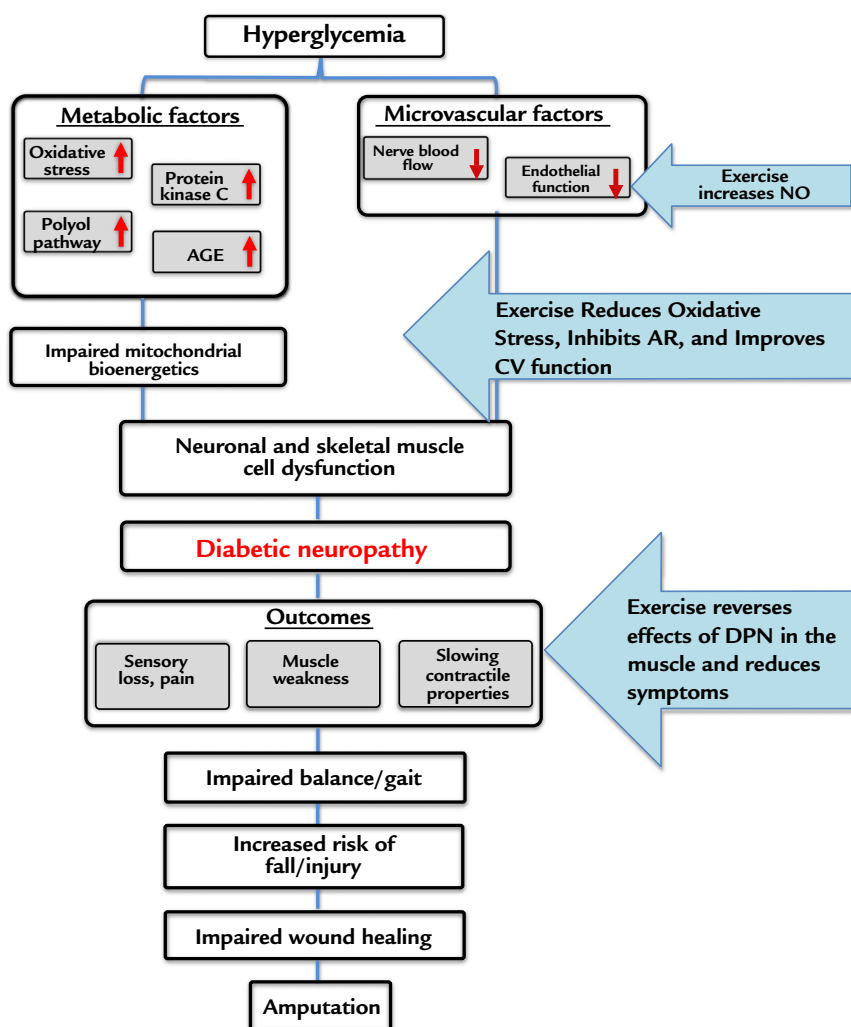 Hyperglycemia
Metabolic factors
Oxidative
stress
Protein
kinase C
Polyol
pathway
AGE
Microvascular factors
Nerve blood
flow
Endothelial
function
Exercise
increases NO
Exercise Reduces Oxidative
Stress, Inhibits AR, and Improves
CV function
Impaired mitochondrial
bioenergetics
Neuronal and skeletal muscle
cell dysfunction
Diabetic neuropathy
Outcomes
Sensory
loss, pain
Muscle
weakness
Slowing
contractile
properties
Exercise reverses
effects of DPN in the
muscle and reduces
symptoms
Impaired balance/gait
Increased risk of
fall/injury
Impaired wound healing
Amputation